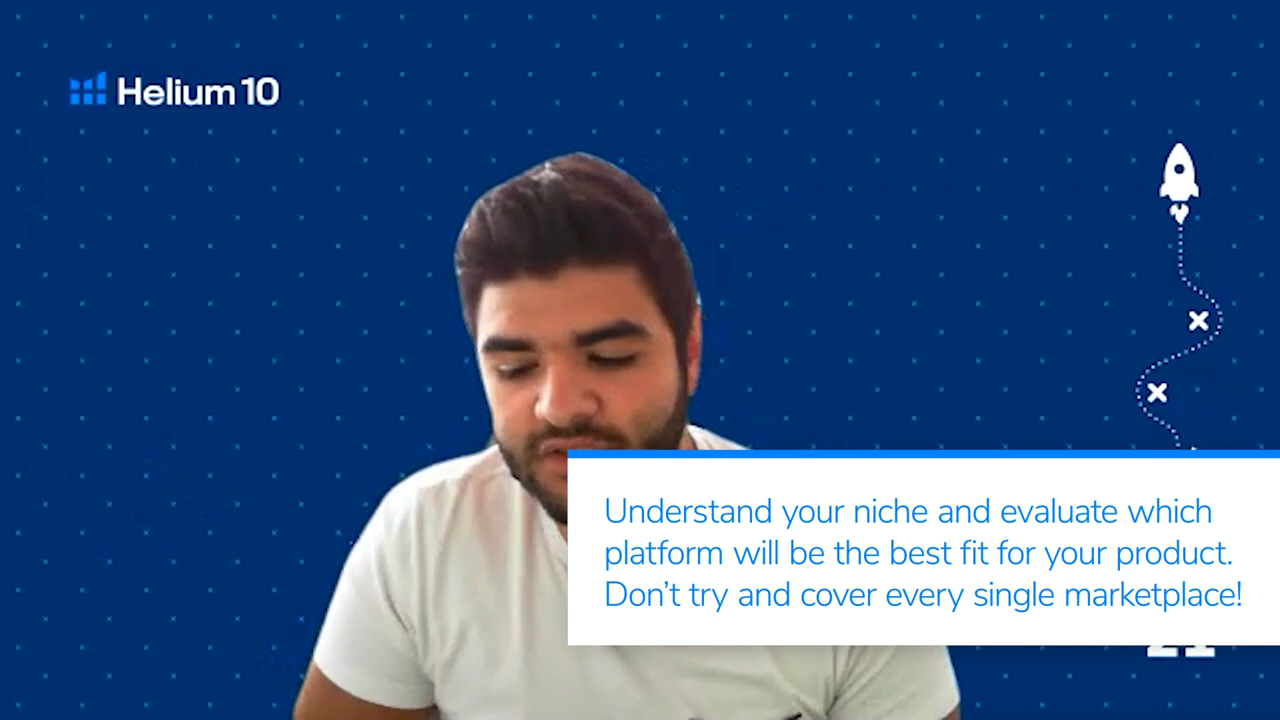 Helium 10
Understand your niche and evaluate which
platform will be the best fit for your product.
Don't try and cover every single marketplace!